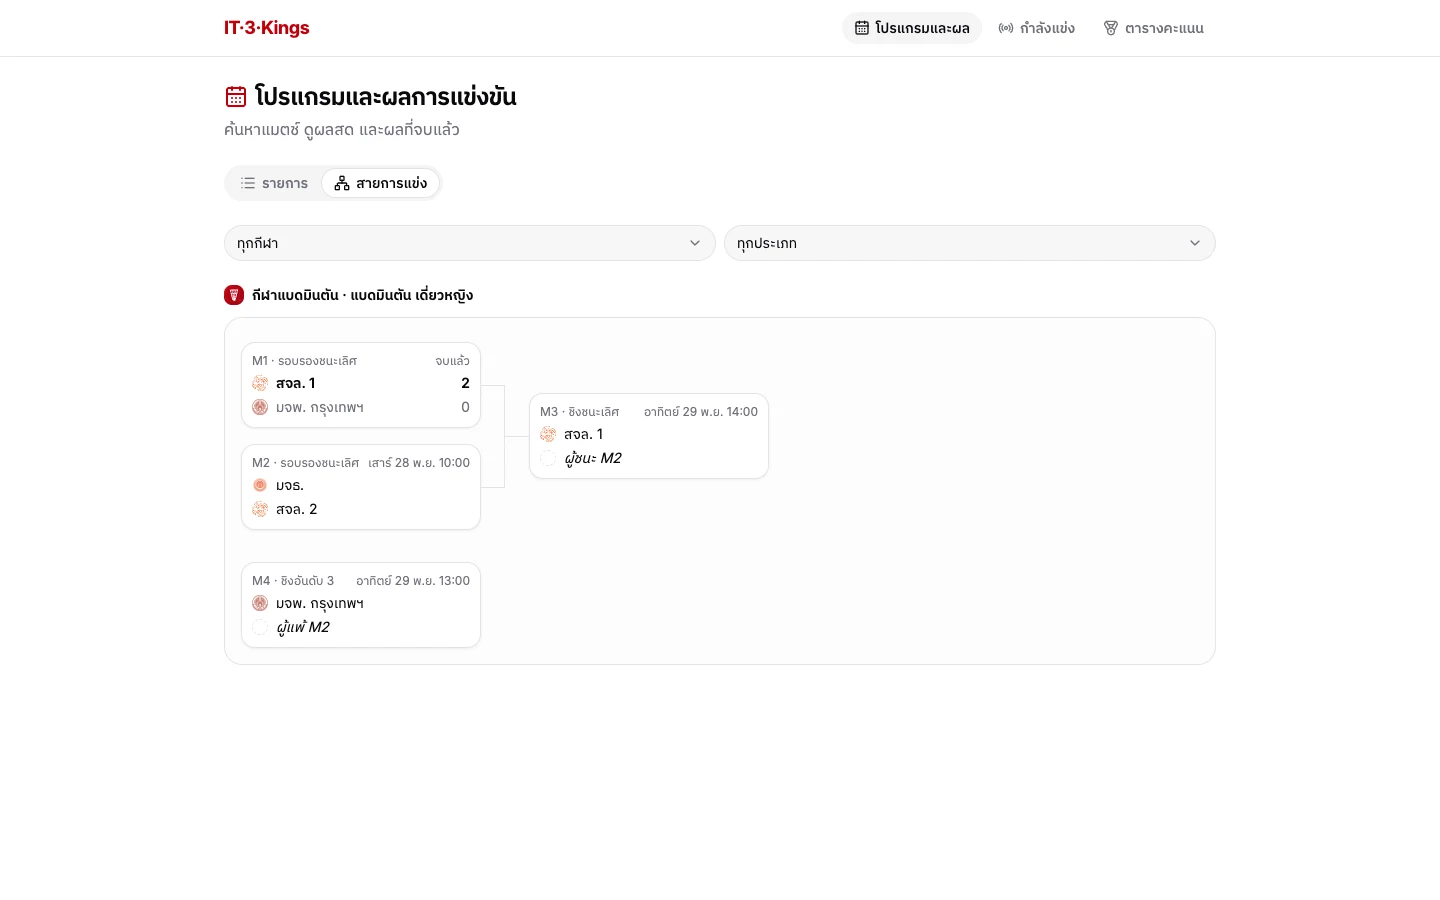 IT·3·Kings
โปรแกรมและผล
กำลังแข่ง
ตารางคะแนน
โปรแกรมและผลการแข่งขัน
ค้นหาแมตช์ ดูผลสด และผลที่จบแล้ว
รายการ
สายการแข่ง
ทุกกีฬา
ทุกประเภท
กีฬาแบดมินตัน · แบดมินตัน เดี่ยวหญิง
M1 · รอบรองชนะเลิศ จบแล้ว
สจล. 1 2
มจพ. กรุงเทพฯ 0
M2 · รอบรองชนะเลิศ เสาร์ 28 พ.ย. 10:00
มจธ.
สจล. 2
M3 · ชิงชนะเลิศ อาทิตย์ 29 พ.ย. 14:00
สจล. 1
ผู้ชนะ M2
M4 · ชิงอันดับ 3 อาทิตย์ 29 พ.ย. 13:00
มจพ. กรุงเทพฯ
ผู้แพ้ M2